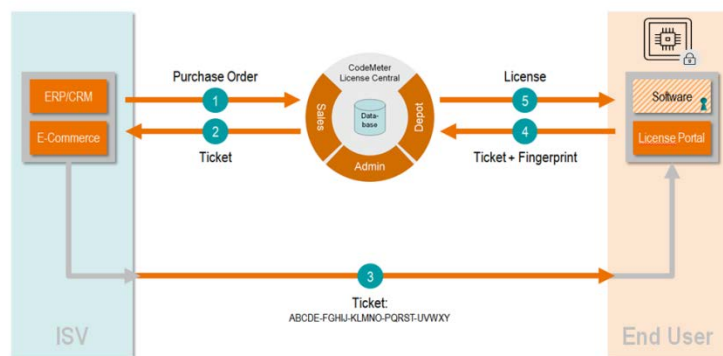 CodeMeter
License Central
Purchase Order
License
ERP/CRM
1
Sales
Data-
base
Depot
5
Software
E-Commerce
2
4
License Portal
Ticket
Admin
Ticket + Fingerprint
3
Ticket:
ABCDE-FGHIJ-KLMNO-PQRST-UVWXY
ISV
End User